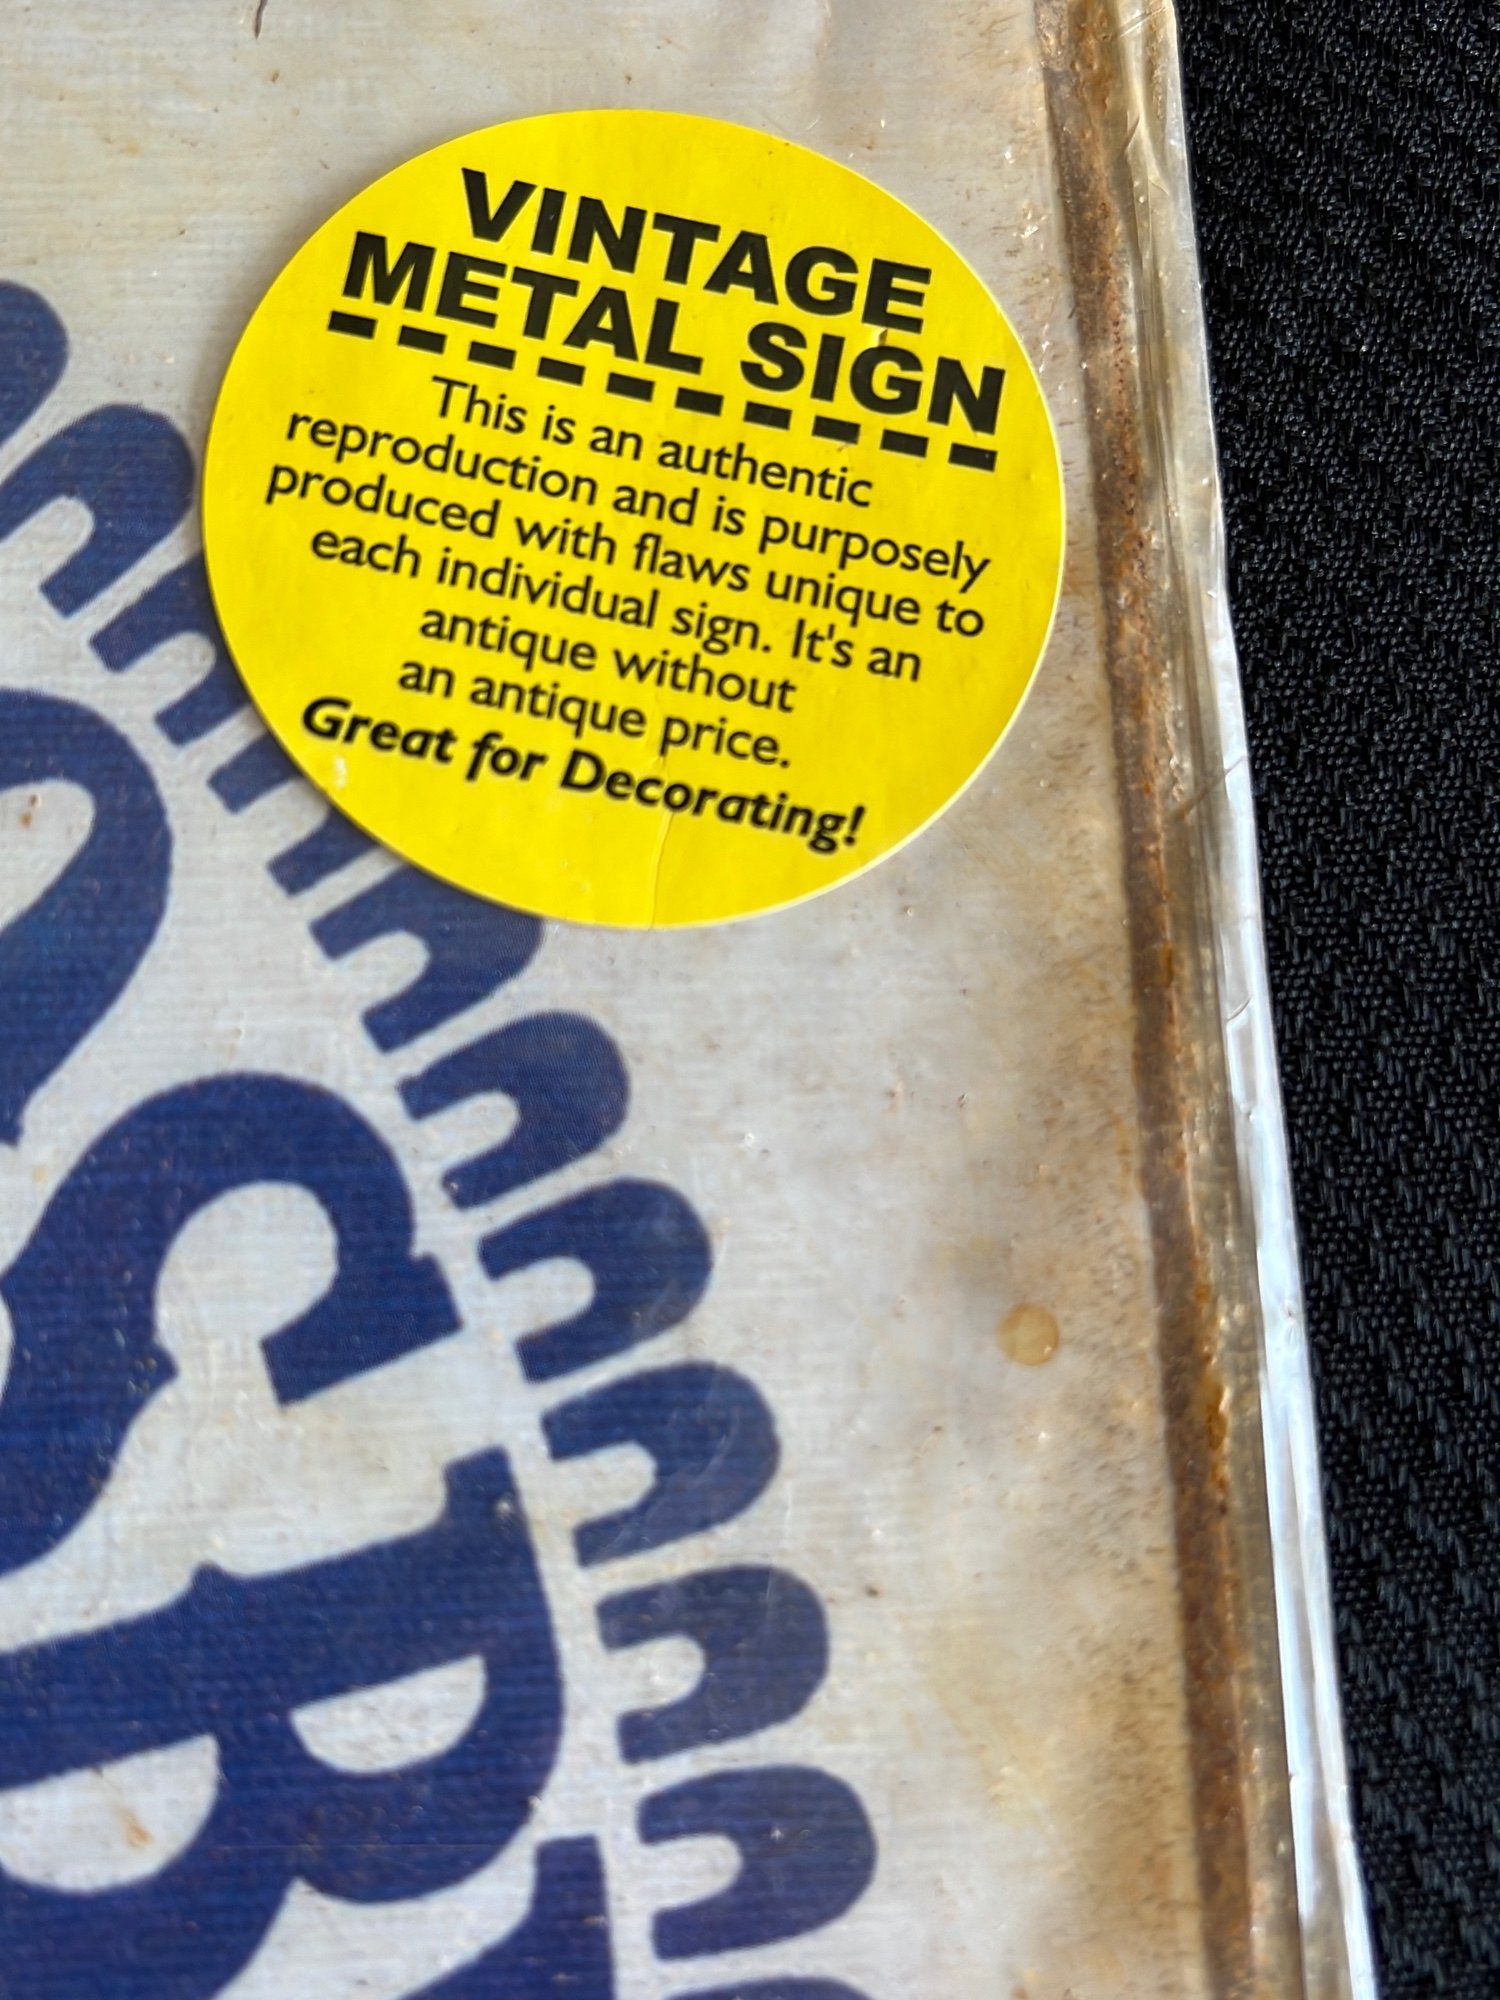 VINTAGE
METAL SIGN
This is an authentic
reproduction and is purposely
produced with flaws unique to
each individual sign. It's an
antique without
an antique price.
Great for Decorating!